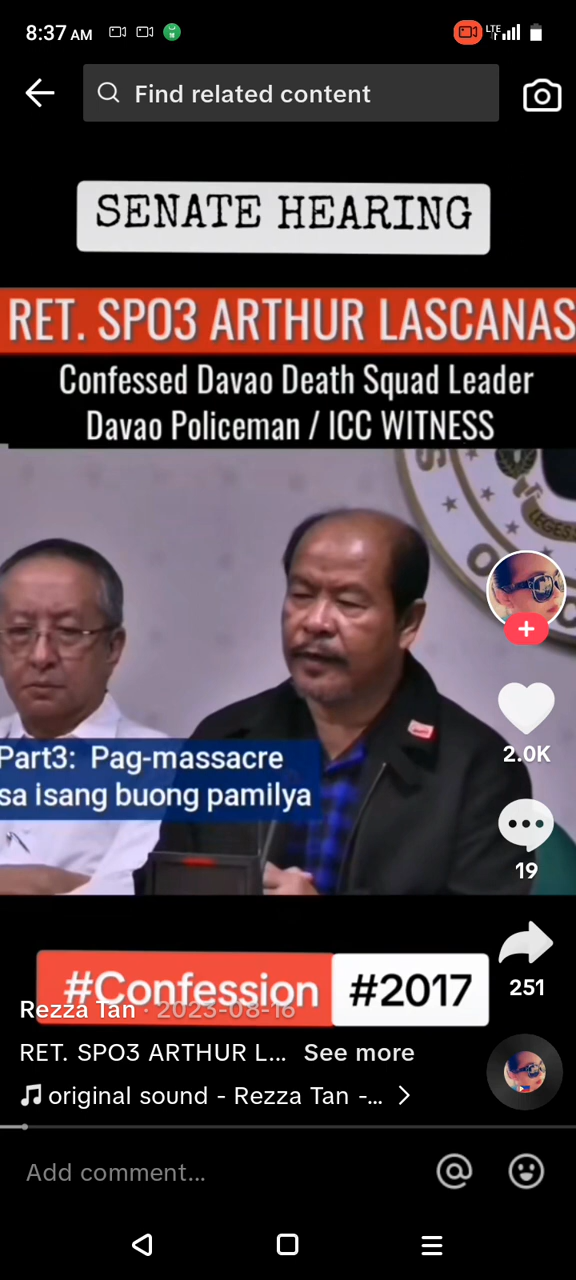 8:37 AM
LTE
Find related content
SENATE HEARING
RET. SPO3 ARTHUR LASCANAS
Confessed Davao Death Squad Leader
Davao Policeman / ICC WITNESS
LEGES
Part3: Pag-massacre
sa isang buong pamilya
2.0K
19
251
#Confession #2017
Rezza Tan · 2023-08-16
RET. SPO3 ARTHUR L... See more
original sound - Rezza Tan -...
Add comment...